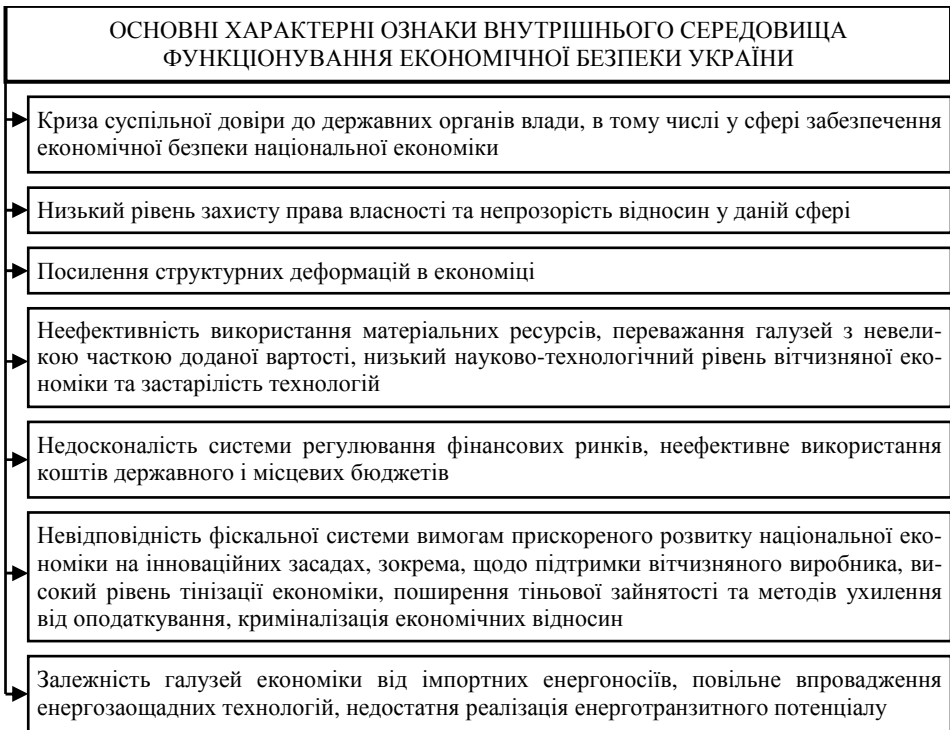 ОСНОВНІ ХАРАКТЕРНІ ОЗНАКИ ВНУТРІШНЬОГО СЕРЕДОВИЩА
ФУНКЦІОНУВАННЯ ЕКОНОМІЧНОЇ БЕЗПЕКИ УКРАЇНИ
Криза суспільної довіри до державних органів влади, в тому числі у сфері забезпечення
економічної безпеки національної економіки
Низький рівень захисту права власності та непрозорість відносин у даній сфері
Посилення структурних деформацій в економіці
Неефективність використання матеріальних ресурсів, переважання галузей з невели-
кою часткою доданої вартості, низький науково-технологічний рівень вітчизняної еко-
номіки та застарілість технологій
Недосконалість системи регулювання фінансових ринків, неефективне використання
коштів державного і місцевих бюджетів
Невідповідність фіскальної системи вимогам прискореного розвитку національної еко-
номіки на інноваційних засадах, зокрема, щодо підтримки вітчизняного виробника, ви-
сокий рівень тінізації економіки, поширення тіньової зайнятості та методів ухилення
від оподаткування, криміналізація економічних відносин
Залежність галузей економіки від імпортних енергоносіїв, повільне впровадження
енергозаощадних технологій, недостатня реалізація енерготранзитного потенціалу